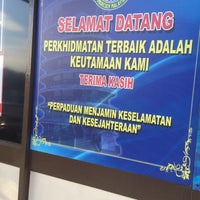 SELAMAT DATANG
PERKHIDMATAN TERBAIK ADALAH
KEUTAMAAN KAMI
TERIMA KASIH
"PERPADUAN MENJAMIN KESELAMATAN
DAN KESEJAHTERAAN"